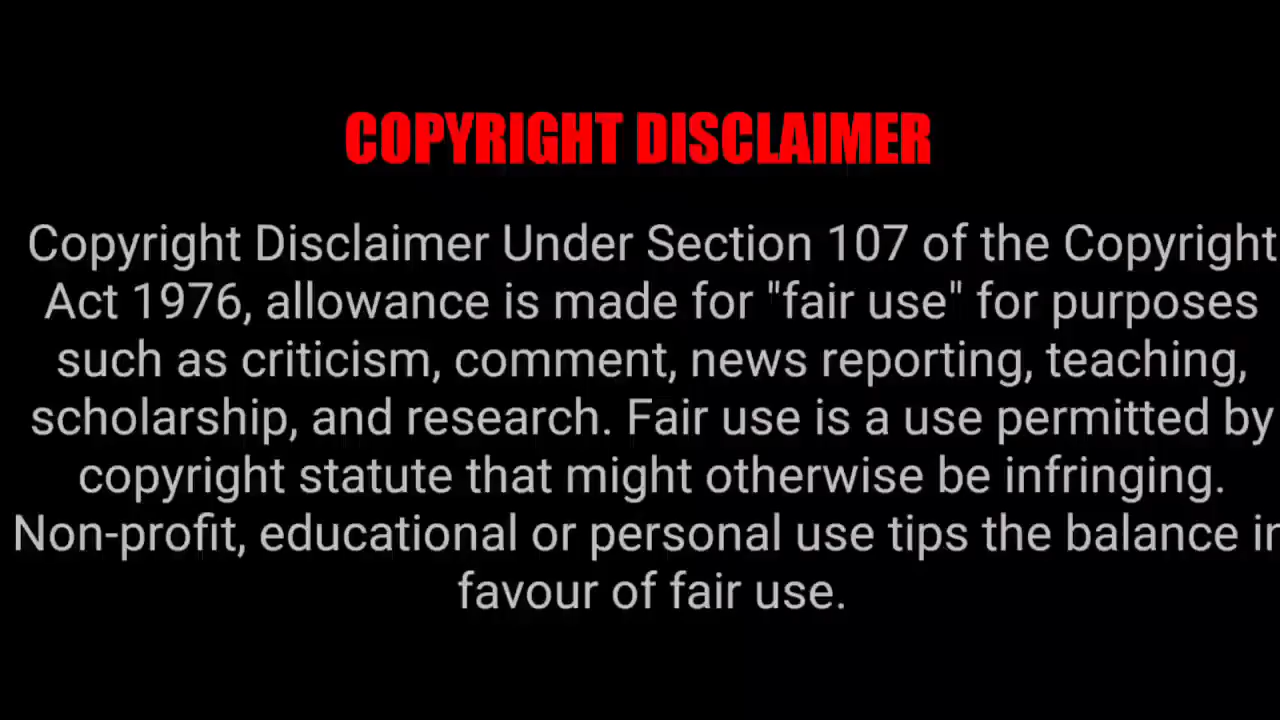 COPYRIGHT DISCLAIMER
Copyright Disclaimer Under Section 107 of the Copyright
Act 1976, allowance is made for "fair use" for purposes
such as criticism, comment, news reporting, teaching,
scholarship, and research. Fair use is a use permitted by
copyright statute that might otherwise be infringing.
Non-profit, educational or personal use tips the balance in
favour of fair use.